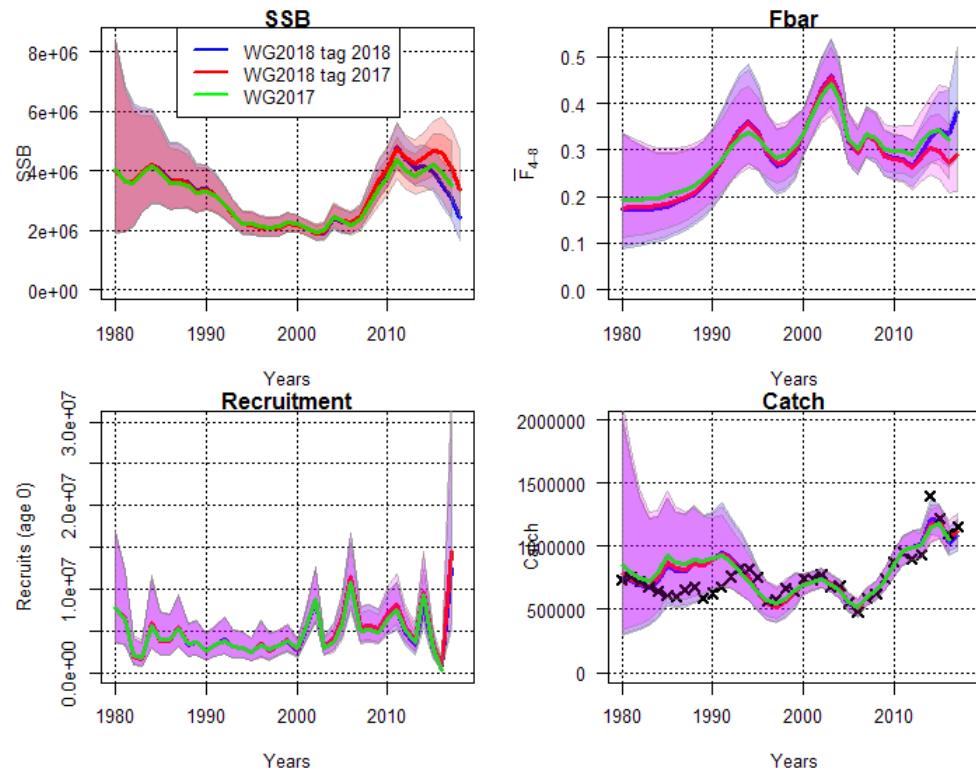 SSB
SSB
8e+06
6e+06
4e+06
2e+06
0e+00
WG2018 tag 2018
WG2018 tag 2017
WG2017
1980 1990 2000 2010
Years
Fbar
F̅4-8
0.5
0.4
0.3
0.2
0.1
0.0
1980 1990 2000 2010
Years
Recruitment
Recruits (age 0)
3.0e+07
2.0e+07
1.0e+07
0.0e+00
1980 1990 2000 2010
Years
Catch
Catch
2000000
1500000
1000000
500000
0
1980 1990 2000 2010
Years